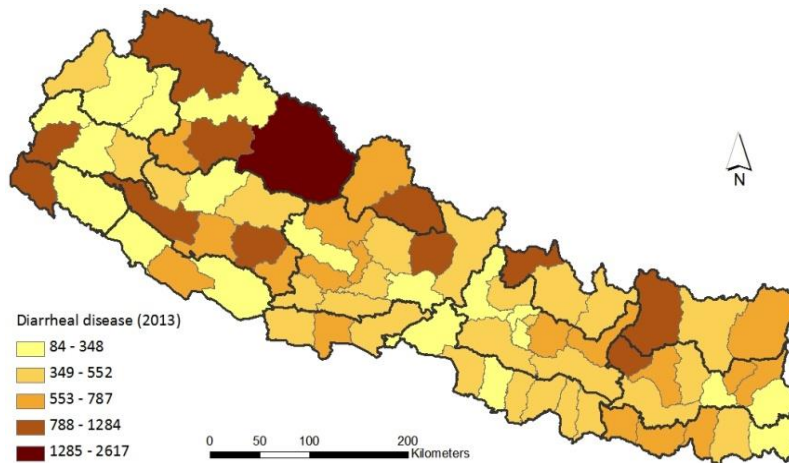 N
Diarrheal disease (2013)
84 - 348
349 - 552
553 - 787
788 - 1284
1285 - 2617
0 50 100 200
Kilometers